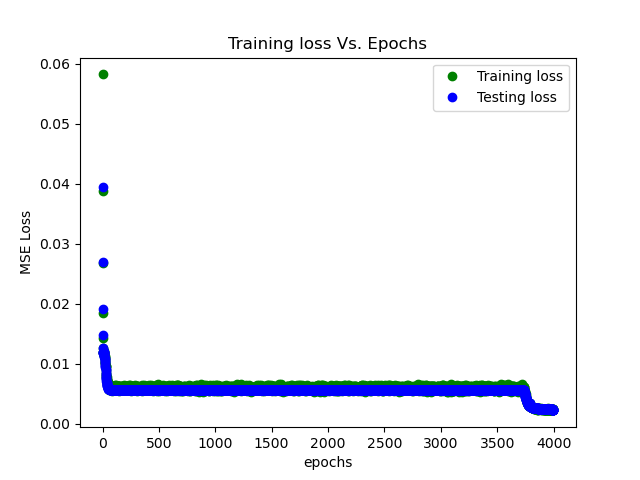 Training loss Vs. Epochs
0.06
0.05
0.04
0.03
0.02
0.01
0.00
MSE Loss
Training loss
Testing loss
0 500 1000 1500 2000 2500 3000 3500 4000
epochs